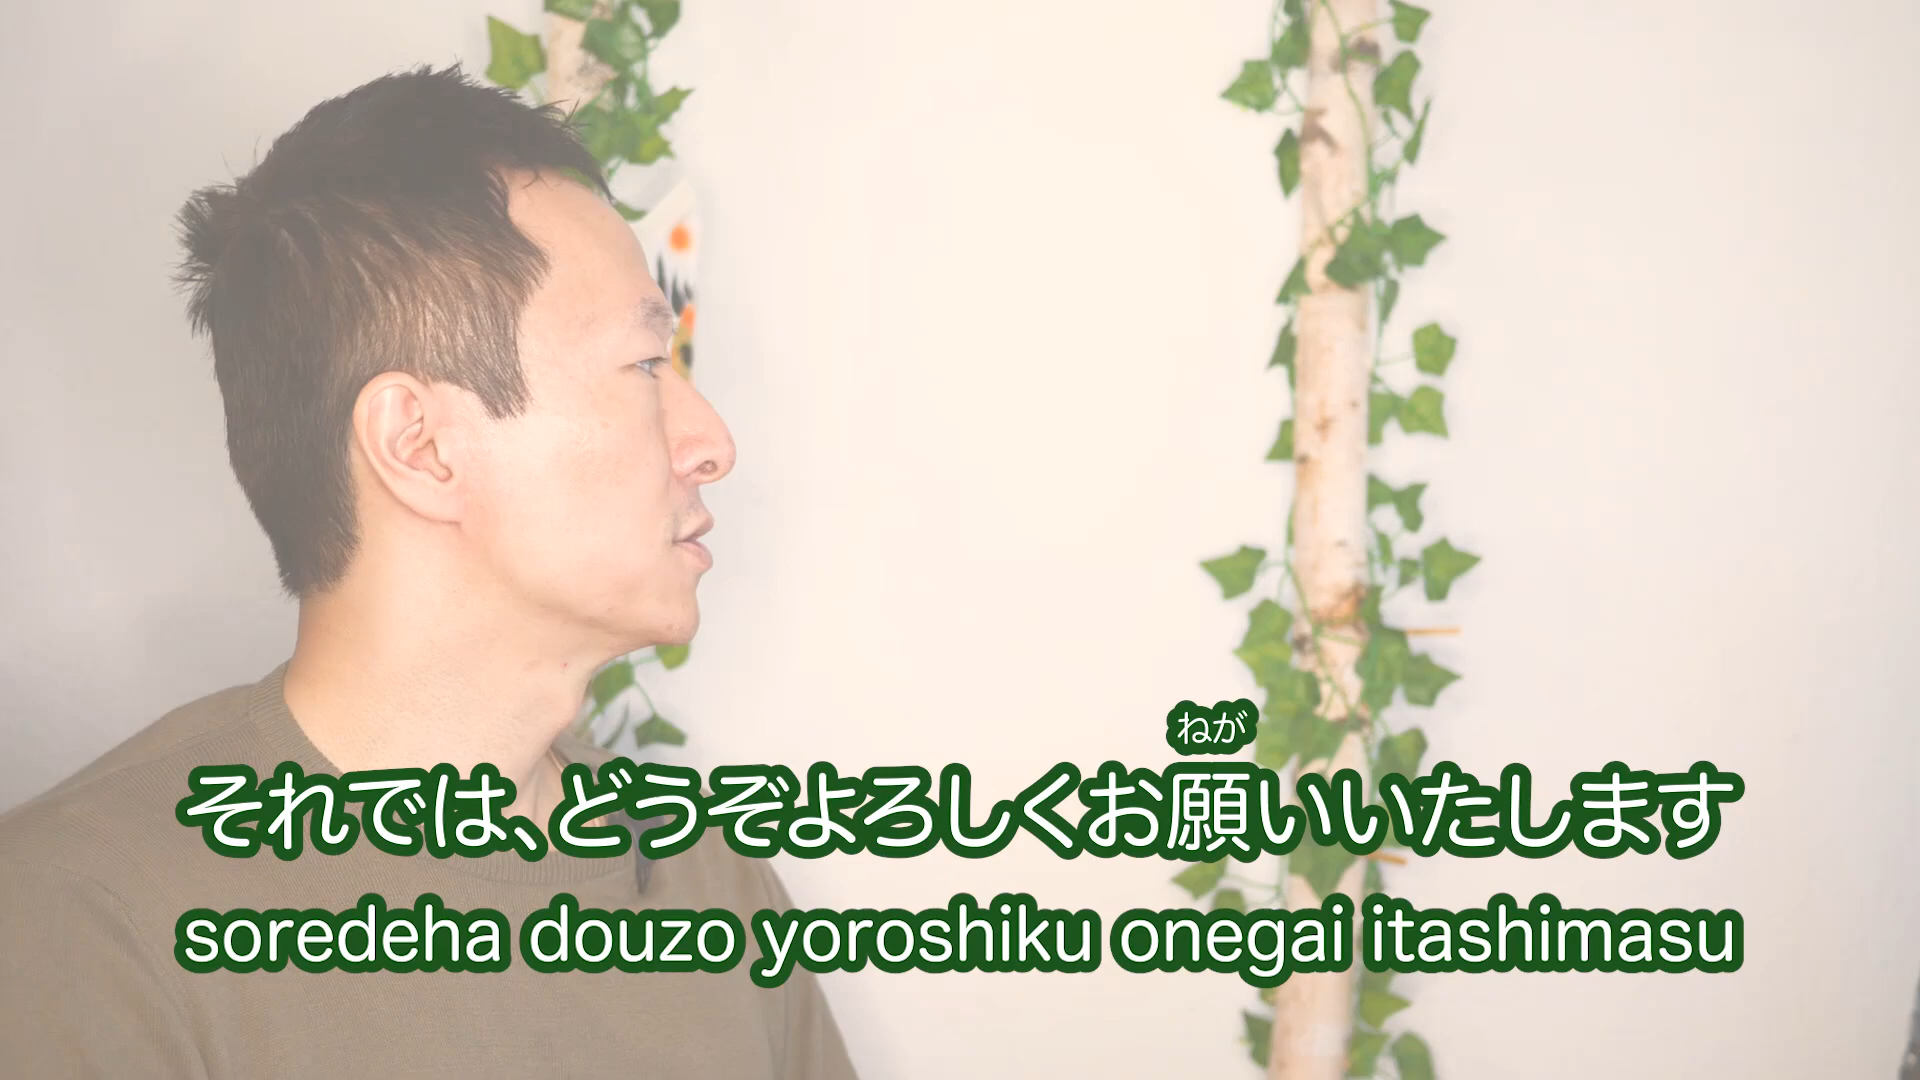 ねが
それでは、どうぞよろしくお願いいたします
soredeha douzo yoroshiku onegai itashimasu